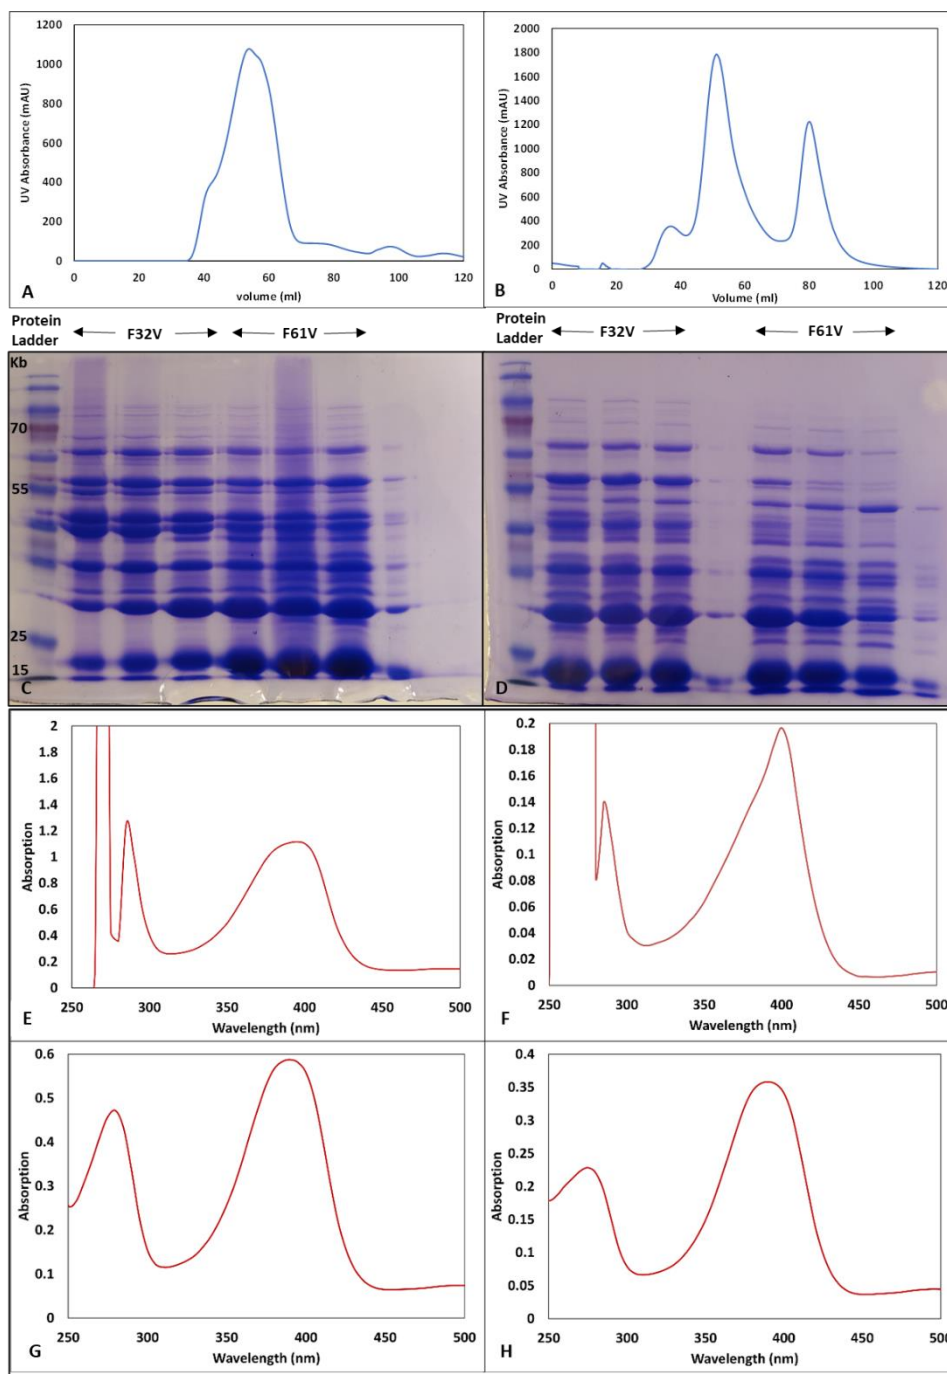 1200
1000
800
600
400
200
0
UV Absorbance (mAU)
0 20 40 60 80 100 120
volume (ml)
A
2000
1800
1600
1400
1200
1000
800
600
400
200
0
UV Absorbance (mAU)
0 20 40 60 80 100 120
Volume (ml)
B
Protein
Ladder
F32V
F61V
Protein
Ladder
F32V
F61V
Kb
70
55
25
15
C
D
2
1.8
1.6
1.4
1.2
1
0.8
0.6
0.4
0.2
0
Absorption
250 300 350 400 450 500
Wavelength (nm)
E
0.2
0.18
0.16
0.14
0.12
0.1
0.08
0.06
0.04
0.02
0
Absorption
250 300 350 400 450 500
Wavelength (nm)
F
0.6
0.5
0.4
0.3
0.2
0.1
0
Absorption
250 300 350 400 450 500
Wavelength (nm)
G
0.4
0.35
0.3
0.25
0.2
0.15
0.1
0.05
0
Absorption
250 300 350 400 450 500
Wavelength (nm)
H